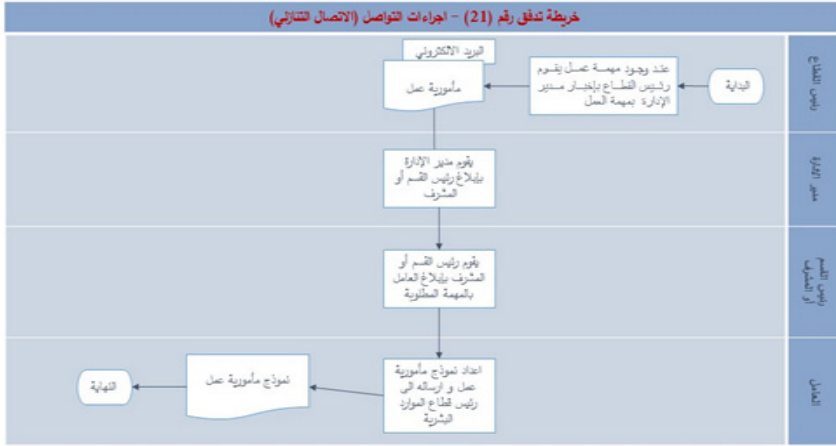 خريطة تدفق رقم (21) – اجراءات التواصل (الاتصال التنازلي)
رئيس القطاع
البداية
عند وجود مهمة عمل يقوم
رئيس القطاع بإخبار مدير
الإدارة بمهمة العمل
البريد الالكتروني
مأمورية عمل
مدير الإدارة
يقوم مدير الإدارة
بإبلاغ رئيس القسم أو
المشرف
رئيس القسم
أو المشرف
يقوم رئيس القسم أو
المشرف بإبلاغ العامل
بالمهمة المطلوبة
العامل
اعداد نموذج مأمورية
عمل و ارساله الى
رئيس قطاع الموارد
البشرية
نموذج مأمورية عمل
النهاية